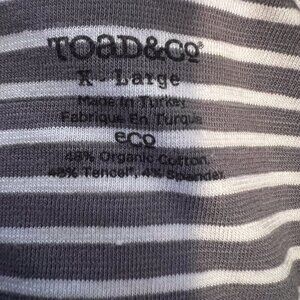 TOAD&CO®
X-Large
Made In Turkey
Fabrique En Turquie
eco
48% Organic Cotton,
48% Tencel®, 4% Spandex